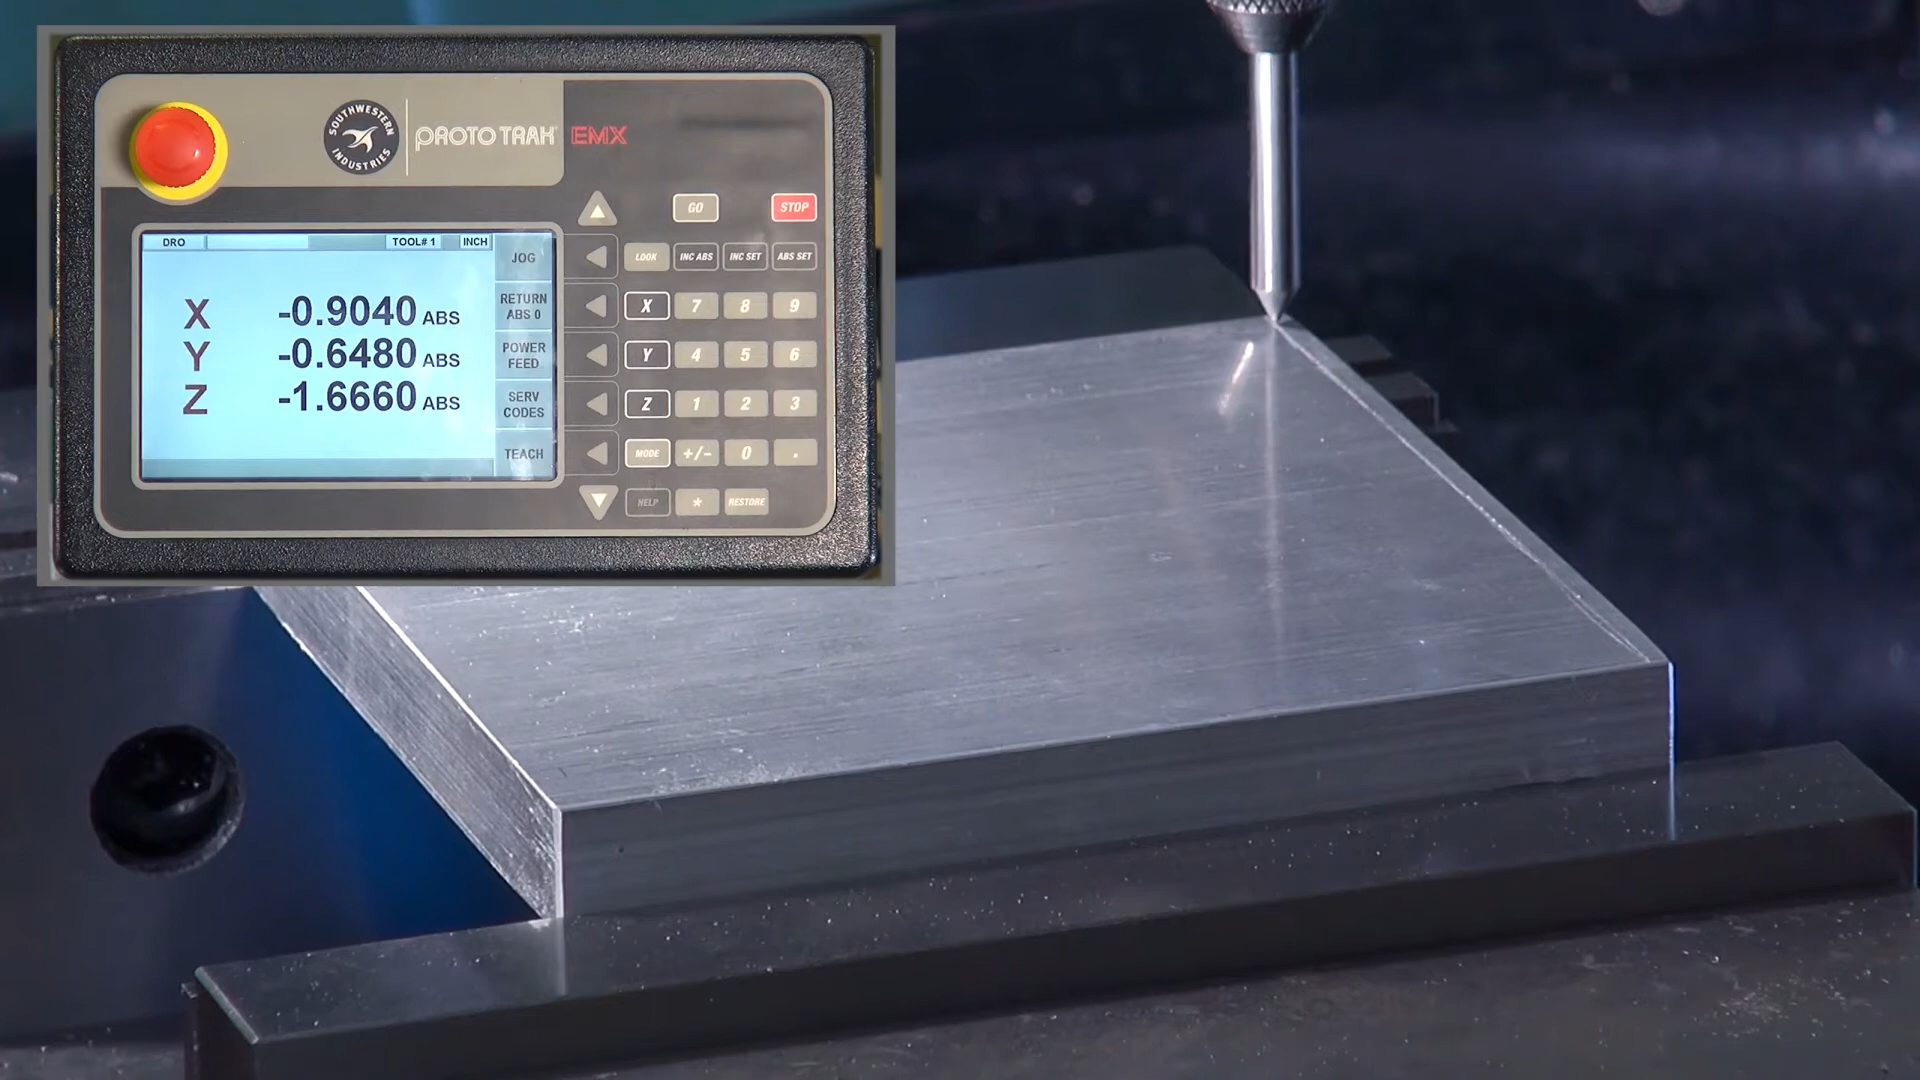 SOUTHWESTERN INDUSTRIES
PROTOTRAK EMX
GO STOP
DRO TOOL# 1 INCH
JOG
LOOK INC ABS INC SET ABS SET
X -0.9040 ABS
RETURN ABS 0
X 7 8 9
Y -0.6480 ABS
POWER FEED
Y 4 5 6
Z -1.6660 ABS
SERV CODES
Z 1 2 3
TEACH
MODE +/- 0 .
HELP * RESTORE